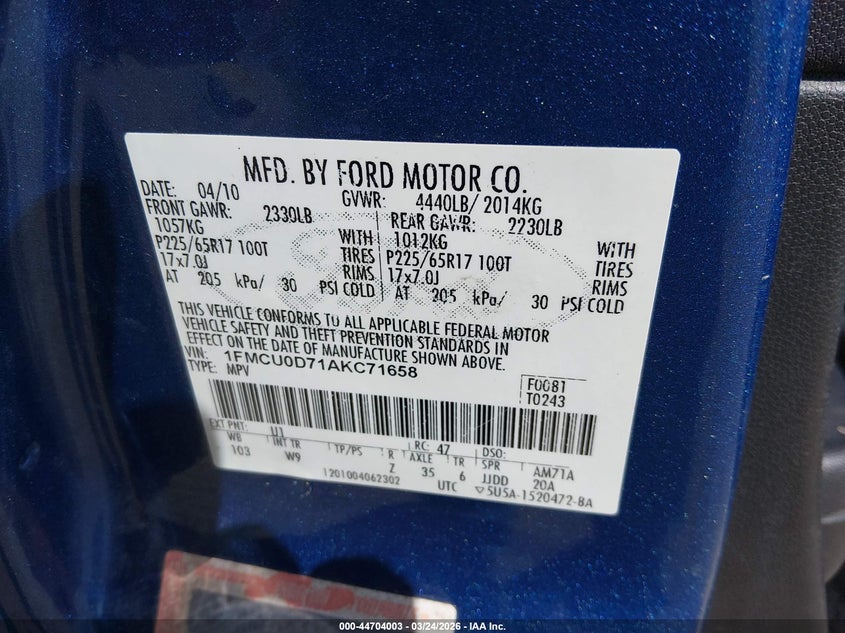 MFD. BY FORD MOTOR CO.
DATE: 04/10 GVWR: 4440LB/ 2014KG
FRONT GAWR: 2330LB REAR GAWR: 2230LB
1057KG WITH 1012KG WITH
P225/65R17 100T TIRES P225/65R17 100T TIRES
17x7.0J RIMS 17x7.0J RIMS
AT 205 kPa/ 30 PSI COLD AT 205 kPa/ 30 PSI COLD
THIS VEHICLE CONFORMS TO ALL APPLICABLE FEDERAL MOTOR
VEHICLE SAFETY AND THEFT PREVENTION STANDARDS IN
EFFECT ON THE DATE OF MANUFACTURE SHOWN ABOVE.
VIN: 1FMCU0D71AKC71658
TYPE: MPV
F0081
T0243
EXT PNT: U1 RC: 47 DSO:
WB INT TR TP/PS R AXLE TR SPR AM71A
103 W9 Z 35 6 JJDD 20A
1201004062302 UTC ▽5U5A-1520472-BA
000-44704003 — 03/24/2026 — IAA Inc.